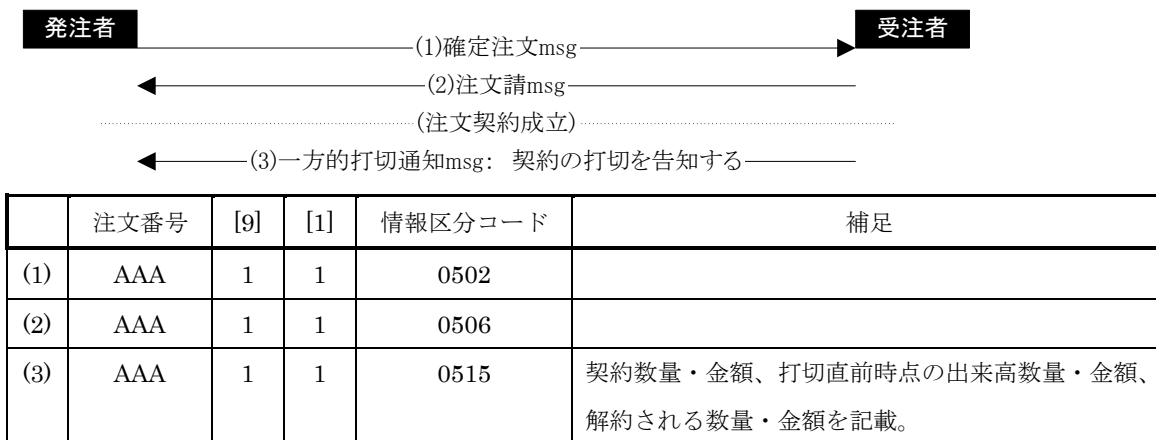 発注者
受注者
(1)確定注文msg
(2)注文請msg
(注文契約成立)
(3)一方的打切通知msg: 契約の打切を告知する
注文番号 [9] [1] 情報区分コード 補足
(1) AAA 1 1 0502
(2) AAA 1 1 0506
(3) AAA 1 1 0515 契約数量・金額、打切直前時点の出来高数量・金額、
解約される数量・金額を記載。